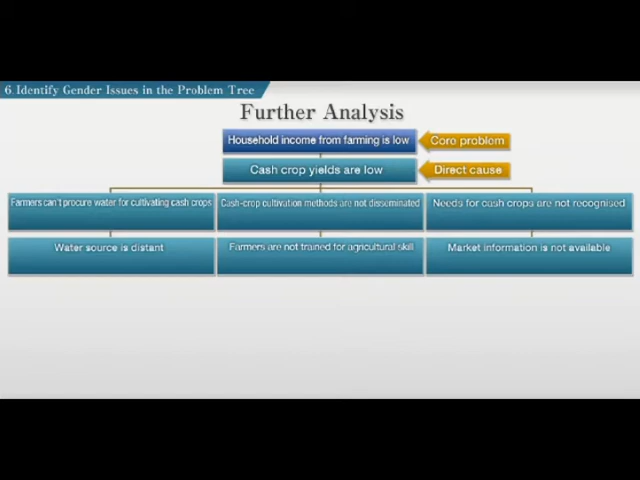 6 Identify Gender Issues in the Problem Tree
Further Analysis
Household income from farming is low
Core problem
Cash crop yields are low
Direct cause
Farmers can't procure water for cultivating cash crops
Cash-crop cultivation methods are not disseminated
Needs for cash crops are not recognised
Water source is distant
Farmers are not trained for agricultural skill
Market information is not available